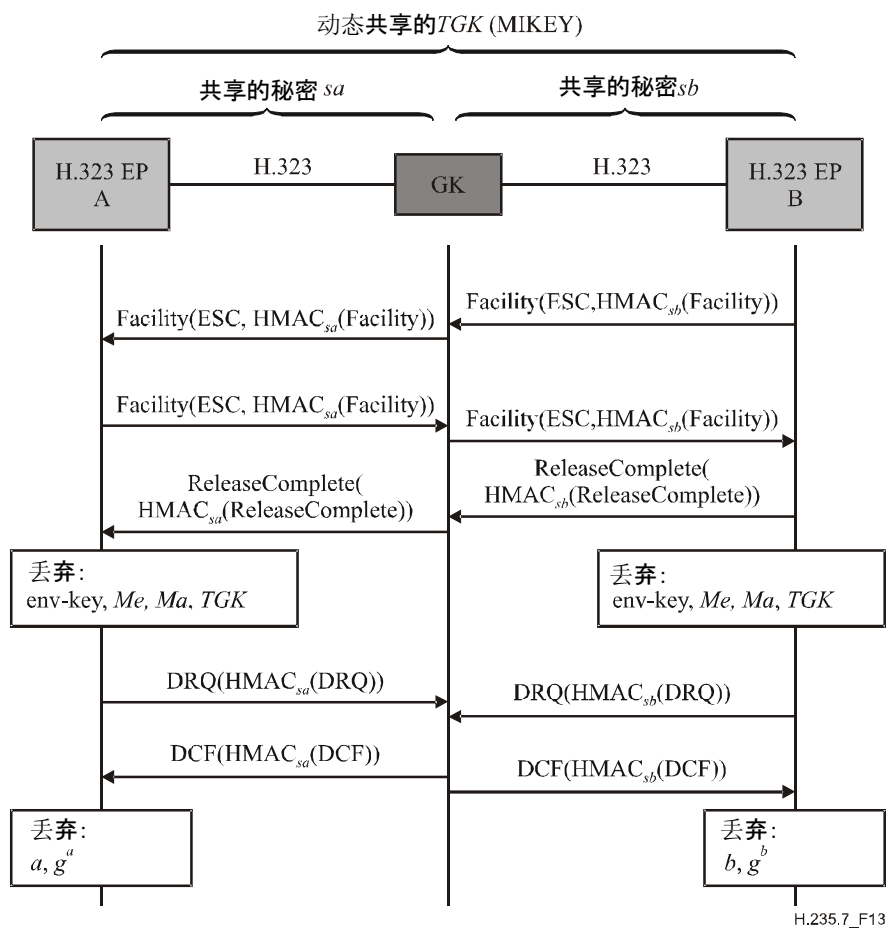 动态共享的TGK (MIKEY)
共享的秘密 sa
共享的秘密sb
H.323 EP
A
H.323
GK
H.323
H.323 EP
B
Facility(ESC,HMACsb(Facility))
Facility(ESC, HMACsa(Facility))
Facility(ESC, HMACsa(Facility))
Facility(ESC,HMACsb(Facility))
ReleaseComplete(
HMACsb(ReleaseComplete))
ReleaseComplete(
HMACsa(ReleaseComplete))
丢弃:
env-key, Me, Ma, TGK
丢弃:
env-key, Me, Ma, TGK
DRQ(HMACsa(DRQ))
DRQ(HMACsb(DRQ))
DCF(HMACsa(DCF))
DCF(HMACsb(DCF))
丢弃:
a, g^a
丢弃:
b, g^b
H.235.7_F13